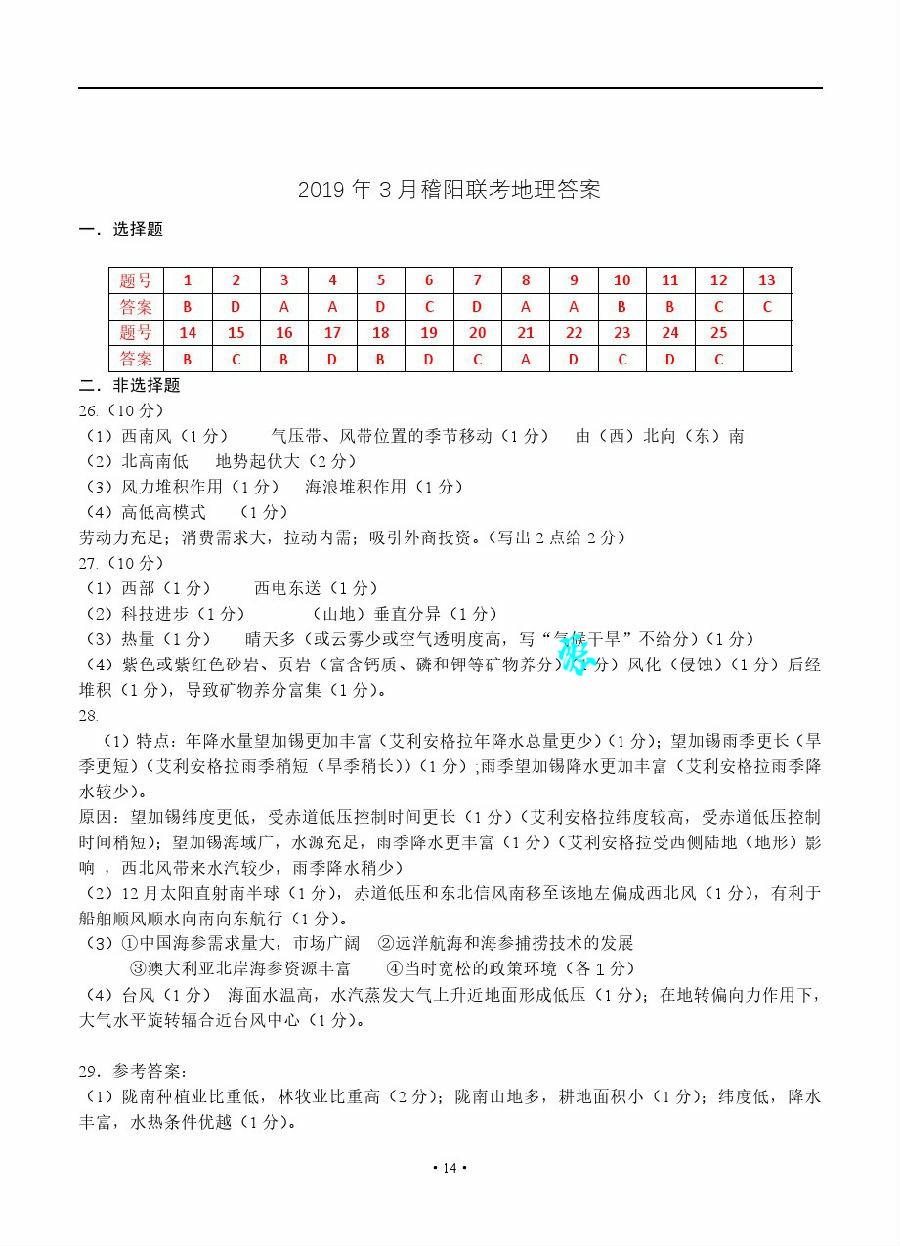 2019 年 3 月稽阳联考地理答案
一．选择题
题号 1 2 3 4 5 6 7 8 9 10 11 12 13
答案 B D A A D C D A A B B C C
题号 14 15 16 17 18 19 20 21 22 23 24 25
答案 B C B D B D C A D C D C
二．非选择题
26.（10 分）
（1）西南风（1 分） 气压带、风带位置的季节移动（1 分） 由（西）北向（东）南
（2）北高南低 地势起伏大（2 分）
（3）风力堆积作用（1 分） 海浪堆积作用（1 分）
（4）高低高模式 （1 分）
劳动力充足；消费需求大，拉动内需；吸引外商投资。（写出 2 点给 2 分）
27.（10 分）
（1）西部（1 分） 西电东送（1 分）
（2）科技进步（1 分） （山地）垂直分异（1 分）
（3）热量（1 分） 晴天多（或云雾少或空气透明度高，写“气候干旱”不给分）（1 分）
（4）紫色或紫红色砂岩、页岩（富含钙质、磷和钾等矿物养分）（1 分）风化（侵蚀）（1 分）后经
堆积（1 分），导致矿物养分富集（1 分）。
28.
（1）特点：年降水量望加锡更加丰富（艾利安格拉年降水总量更少）（1 分）；望加锡雨季更长（旱
季更短）（艾利安格拉雨季稍短（旱季稍长））（1 分）;雨季望加锡降水更加丰富（艾利安格拉雨季降
水较少）。
原因：望加锡纬度更低，受赤道低压控制时间更长（1 分）（艾利安格拉纬度较高，受赤道低压控制
时间稍短）；望加锡海域广，水源充足，雨季降水更丰富（1 分）（艾利安格拉受西侧陆地（地形）影
响 ，西北风带来水汽较少，雨季降水稍少）
（2）12 月太阳直射南半球（1 分），赤道低压和东北信风南移至该地左偏成西北风（1 分），有利于
船舶顺风顺水向南向东航行（1 分）。
（3）①中国海参需求量大，市场广阔 ②远洋航海和海参捕捞技术的发展
③澳大利亚北岸海参资源丰富 ④当时宽松的政策环境（各 1 分）
（4）台风（1 分） 海面水温高，水汽蒸发大气上升近地面形成低压（1 分）；在地转偏向力作用下，
大气水平旋转辐合近台风中心（1 分）。
29．参考答案：
（1）陇南种植业比重低，林牧业比重高（2 分）；陇南山地多，耕地面积小（1 分）；纬度低，降水
丰富，水热条件优越（1 分）。
· 14 ·